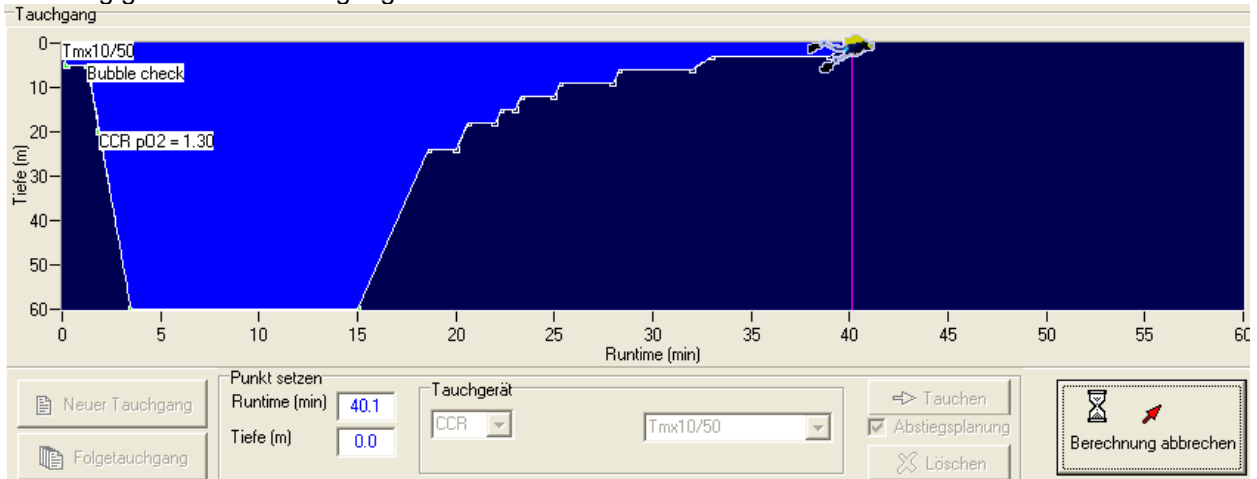 Tauchgang
Tmx10/50
Bubble check
CCR pO2 = 1.30
Tiefe (m)
0
10
20
30
40
50
60
0 5 10 15 20 25 30 35 40 45 50 55 60
Runtime (min)
Neuer Tauchgang
Folgetauchgang
Punkt setzen
Runtime (min) 40.1
Tiefe (m) 0.0
Tauchgerät
CCR Tmx10/50
Tauchen
Abstiegsplanung
Löschen
Berechnung abbrechen